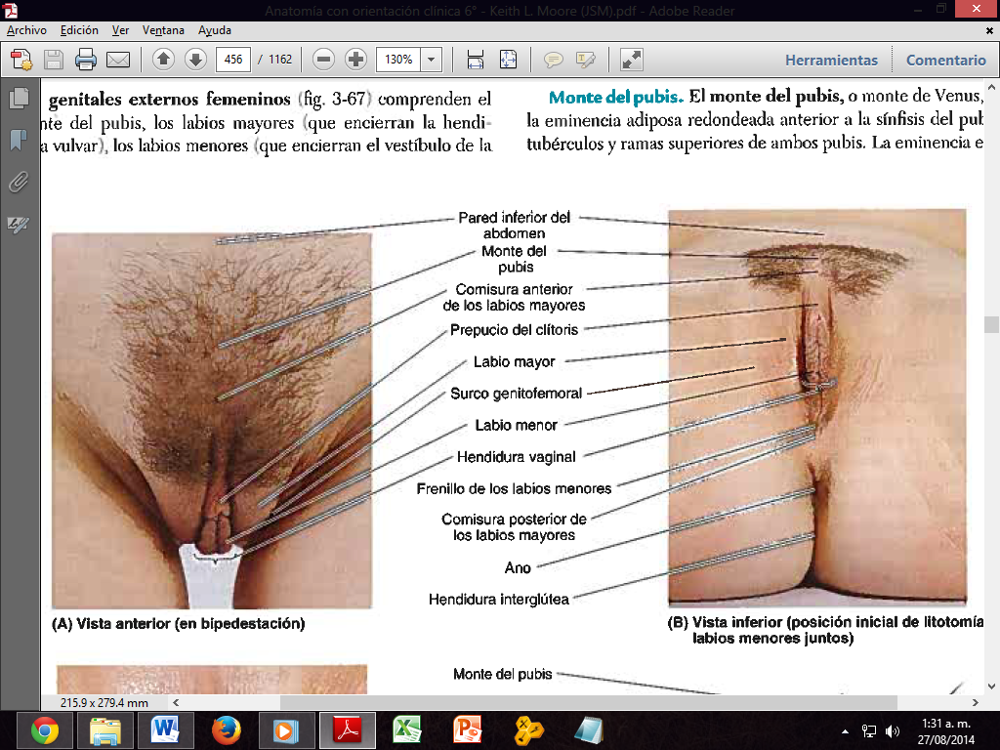 Anatomía con orientación clínica 6° - Keith L. Moore (JSM).pdf - Adobe Reader
Archivo Edición Ver Ventana Ayuda
456 / 1162 130% Herramientas Comentario
genitales externos femeninos (fig. 3-67) comprenden el
nte del pubis, los labios mayores (que encierran la hendi-
a vulvar), los labios menores (que encierran el vestíbulo de la
Monte del pubis. El monte del pubis, o monte de Venus,
la eminencia adiposa redondeada anterior a la sínfisis del pub
tubérculos y ramas superiores de ambos pubis. La eminencia e
Pared inferior del
abdomen
Monte del
pubis
Comisura anterior
de los labios mayores
Prepucio del clítoris
Labio mayor
Surco genitofemoral
Labio menor
Hendidura vaginal
Frenillo de los labios menores
Comisura posterior de
los labios mayores
Ano
Hendidura interglútea
(A) Vista anterior (en bipedestación)
(B) Vista inferior (posición inicial de litotomía
labios menores juntos)
Monte del pubis
215.9 x 279.4 mm
1:31 a. m.
27/08/2014